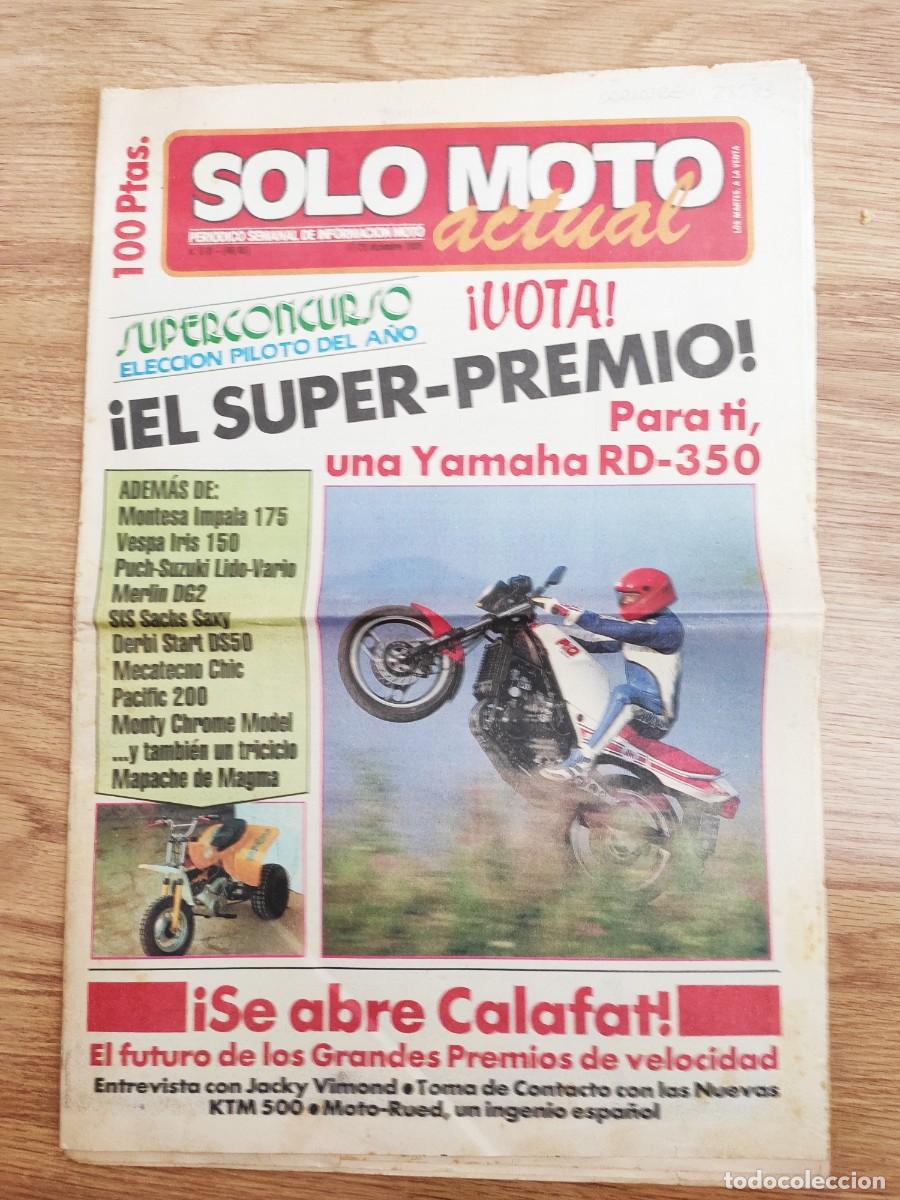 100 Ptas.
SOLO MOTO
actual
PERIODICO SEMANAL DE INFORMACION MOTO
LOS MARTES, A LA VENTA
SUPERCONCURSO
ELECCION PILOTO DEL AÑO
¡VOTA!
¡EL SUPER-PREMIO!
Para ti,
una Yamaha RD-350
ADEMÁS DE:
Montesa Impala 175
Vespa Iris 150
Puch-Suzuki Lido-Vario
Merlin DG2
SIS Sachs Saxy
Derbi Start DS50
Mecatecno Chic
Pacific 200
Monty Chrome Model
...y también un triciclo
Mapache de Magma
¡Se abre Calafat!
El futuro de los Grandes Premios de velocidad
Entrevista con Jacky Vimond • Toma de Contacto con las Nuevas
KTM 500 • Moto-Rued, un ingenio español
todocoleccion